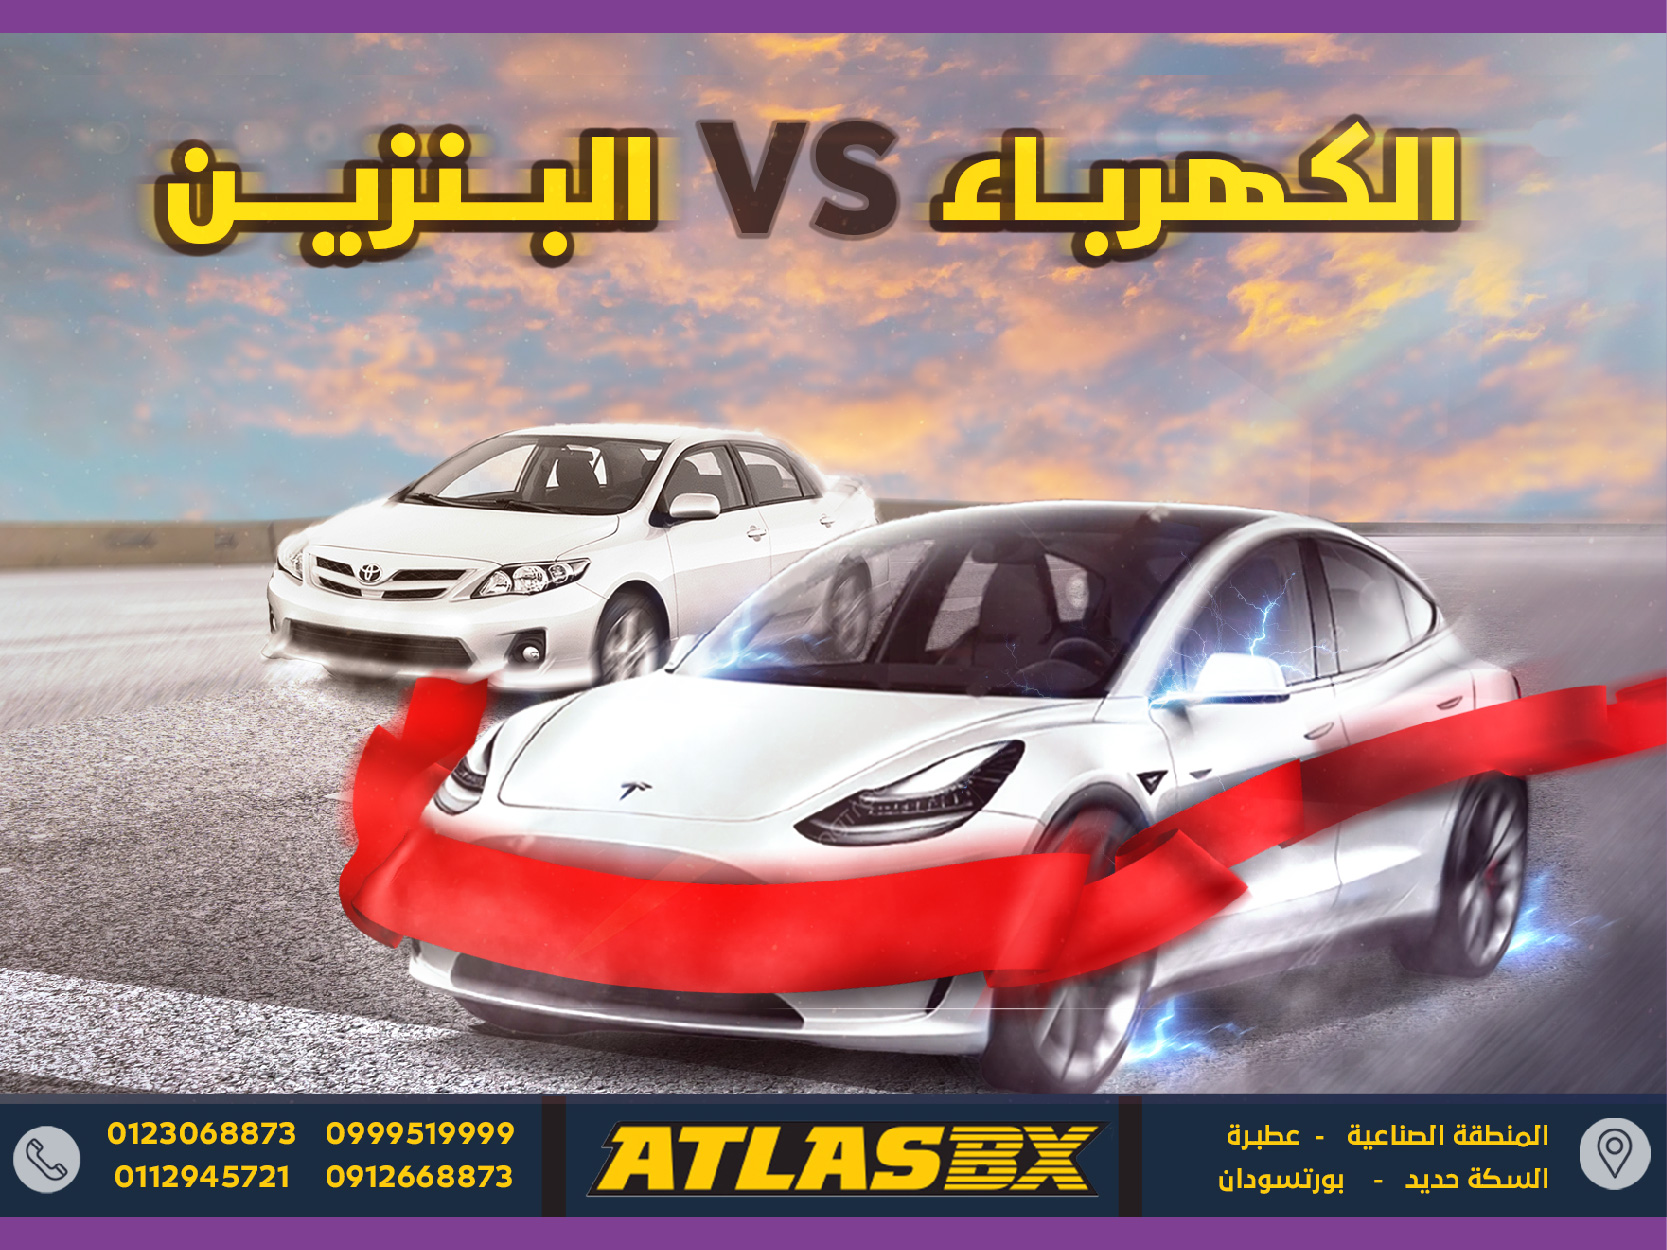 الكهرباء VS البنزين
المنطقة الصناعية - عطبرة
السكة حديد - بورتسودان
ATLASBX
0123068873 0999519999
0112945721 0912668873